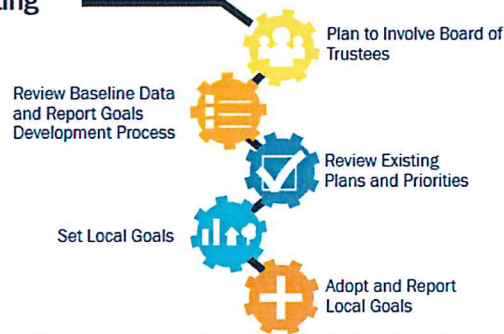 Plan to Involve Board of
Trustees
Review Baseline Data
and Report Goals
Development Process
Review Existing
Plans and Priorities
Set Local Goals
Adopt and Report
Local Goals